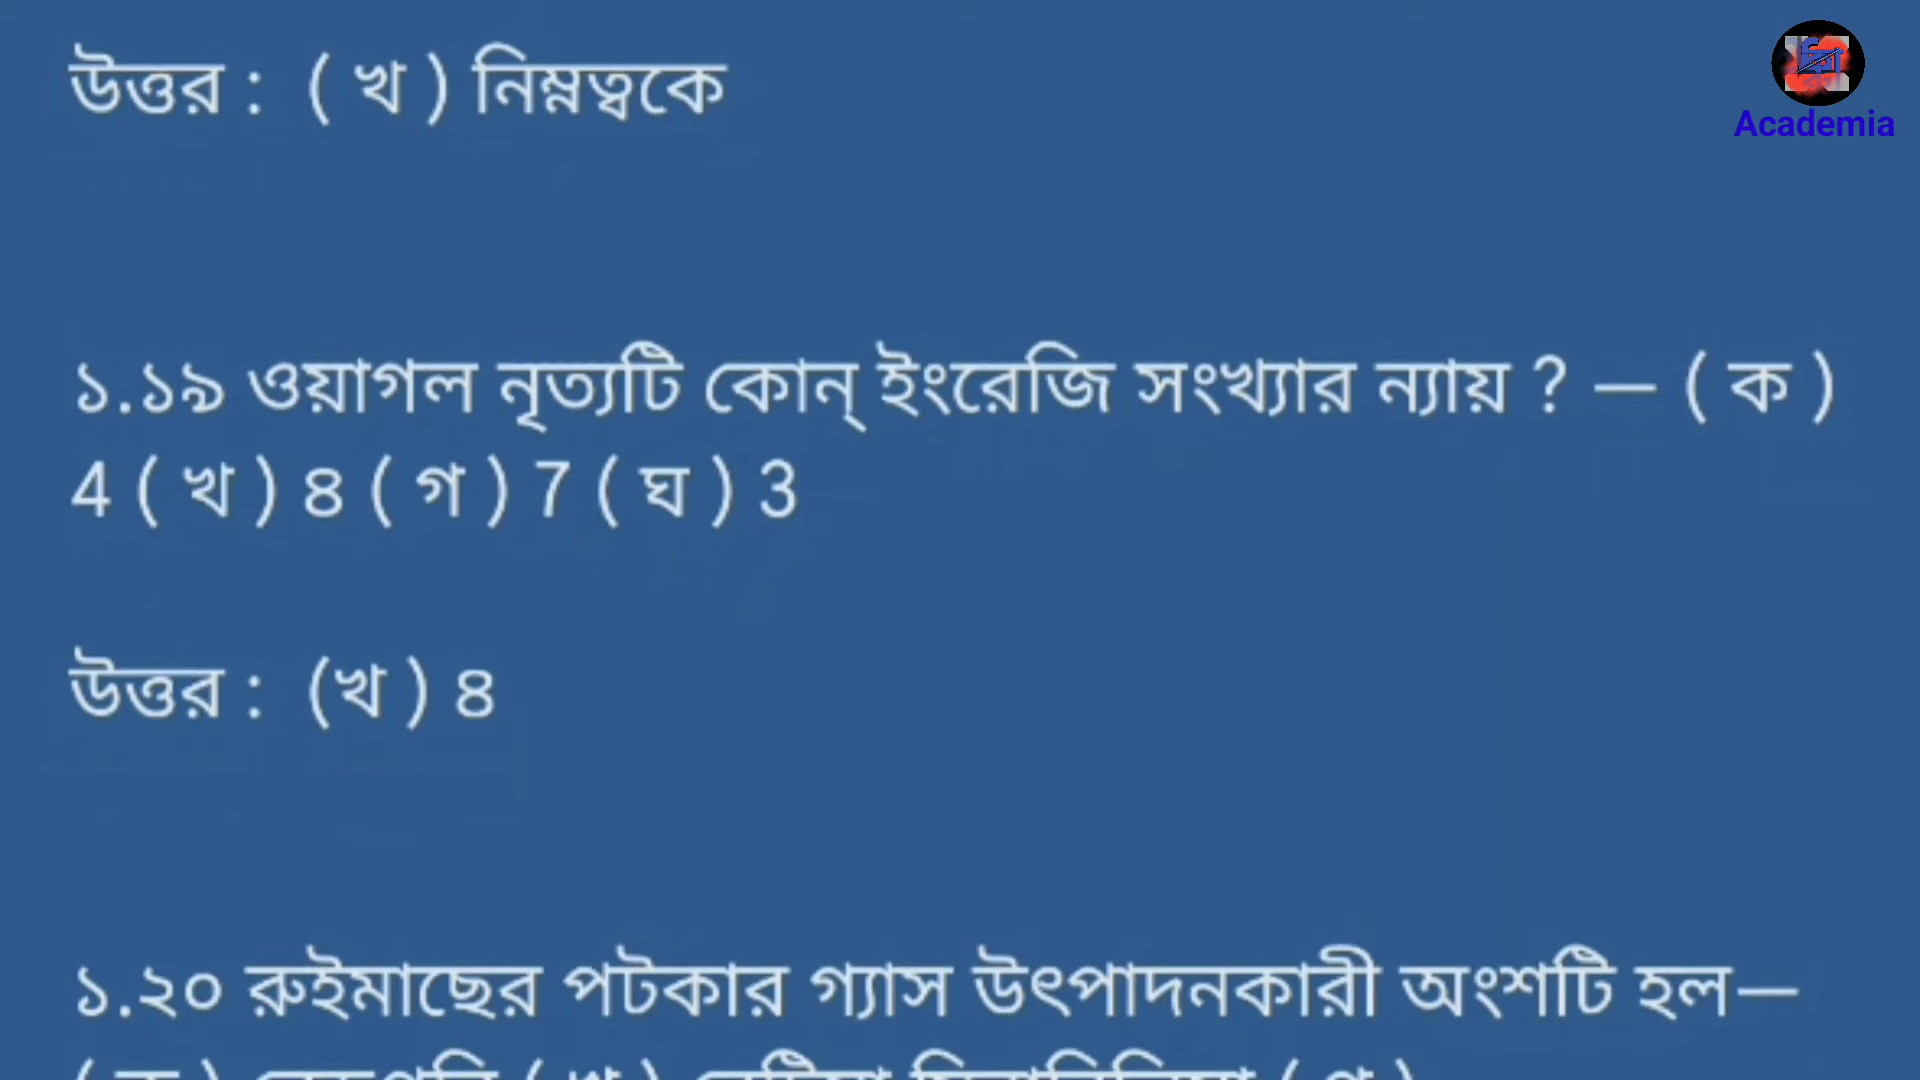 উত্তর : ( খ ) নিম্নত্বকে
Academia
১.১৯ ওয়াগল নৃত্যটি কোন্ ইংরেজি সংখ্যার ন্যায় ? — ( ক )
4 ( খ ) ৪ ( গ ) 7 ( ঘ ) 3
উত্তর : (খ ) ৪
১.২০ রুইমাছের পটকার গ্যাস উৎপাদনকারী অংশটি হল—